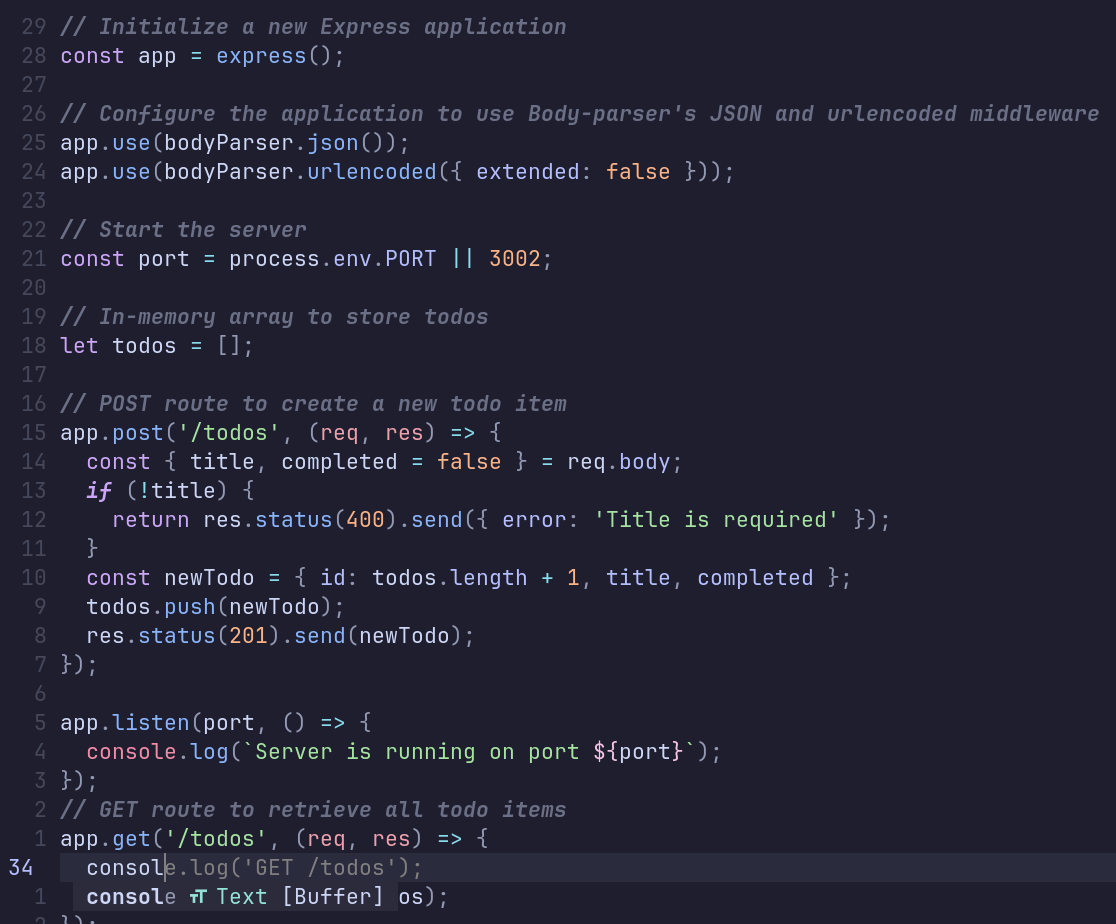 29 // Initialize a new Express application
28 const app = express();
27
26 // Configure the application to use Body-parser's JSON and urlencoded middleware
25 app.use(bodyParser.json());
24 app.use(bodyParser.urlencoded({ extended: false }));
23
22 // Start the server
21 const port = process.env.PORT || 3002;
20
19 // In-memory array to store todos
18 let todos = [];
17
16 // POST route to create a new todo item
15 app.post('/todos', (req, res) => {
14   const { title, completed = false } = req.body;
13   if (!title) {
12     return res.status(400).send({ error: 'Title is required' });
11   }
10   const newTodo = { id: todos.length + 1, title, completed };
9   todos.push(newTodo);
8   res.status(201).send(newTodo);
7 });
6
5 app.listen(port, () => {
4   console.log(`Server is running on port ${port}`);
3 });
2 // GET route to retrieve all todo items
1 app.get('/todos', (req, res) => {
34   console.log('GET /todos');
1   console Text [Buffer] os);
2 });